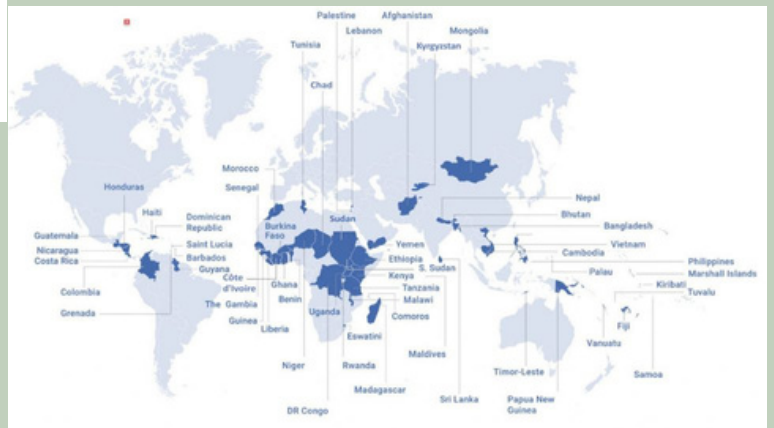 Palestine
Afghanistan
Lebanon
Mongolia
Tunisia
Kyrgyzstan
Chad
Morocco
Senegal
Honduras
Haiti
Dominican
Republic
Burkina
Faso
Sudan
Nepal
Bhutan
Bangladesh
Guatemala
Nicaragua
Costa Rica
Saint Lucia
Barbados
Guyana
Yemen
Ethiopia
S. Sudan
Kenya
Vietnam
Cambodia
Philippines
Palau
Marshall Islands
Kiribati
Tuvalu
Colombia
Grenada
Côte
d'Ivoire
Ghana
The Gambia
Benin
Guinea
Liberia
Uganda
Tanzania
Malawi
Comoros
Eswatini
Fiji
Vanuatu
Niger
Rwanda
Maldives
Madagascar
Timor-Leste
Samoa
DR Congo
Sri Lanka
Papua New
Guinea